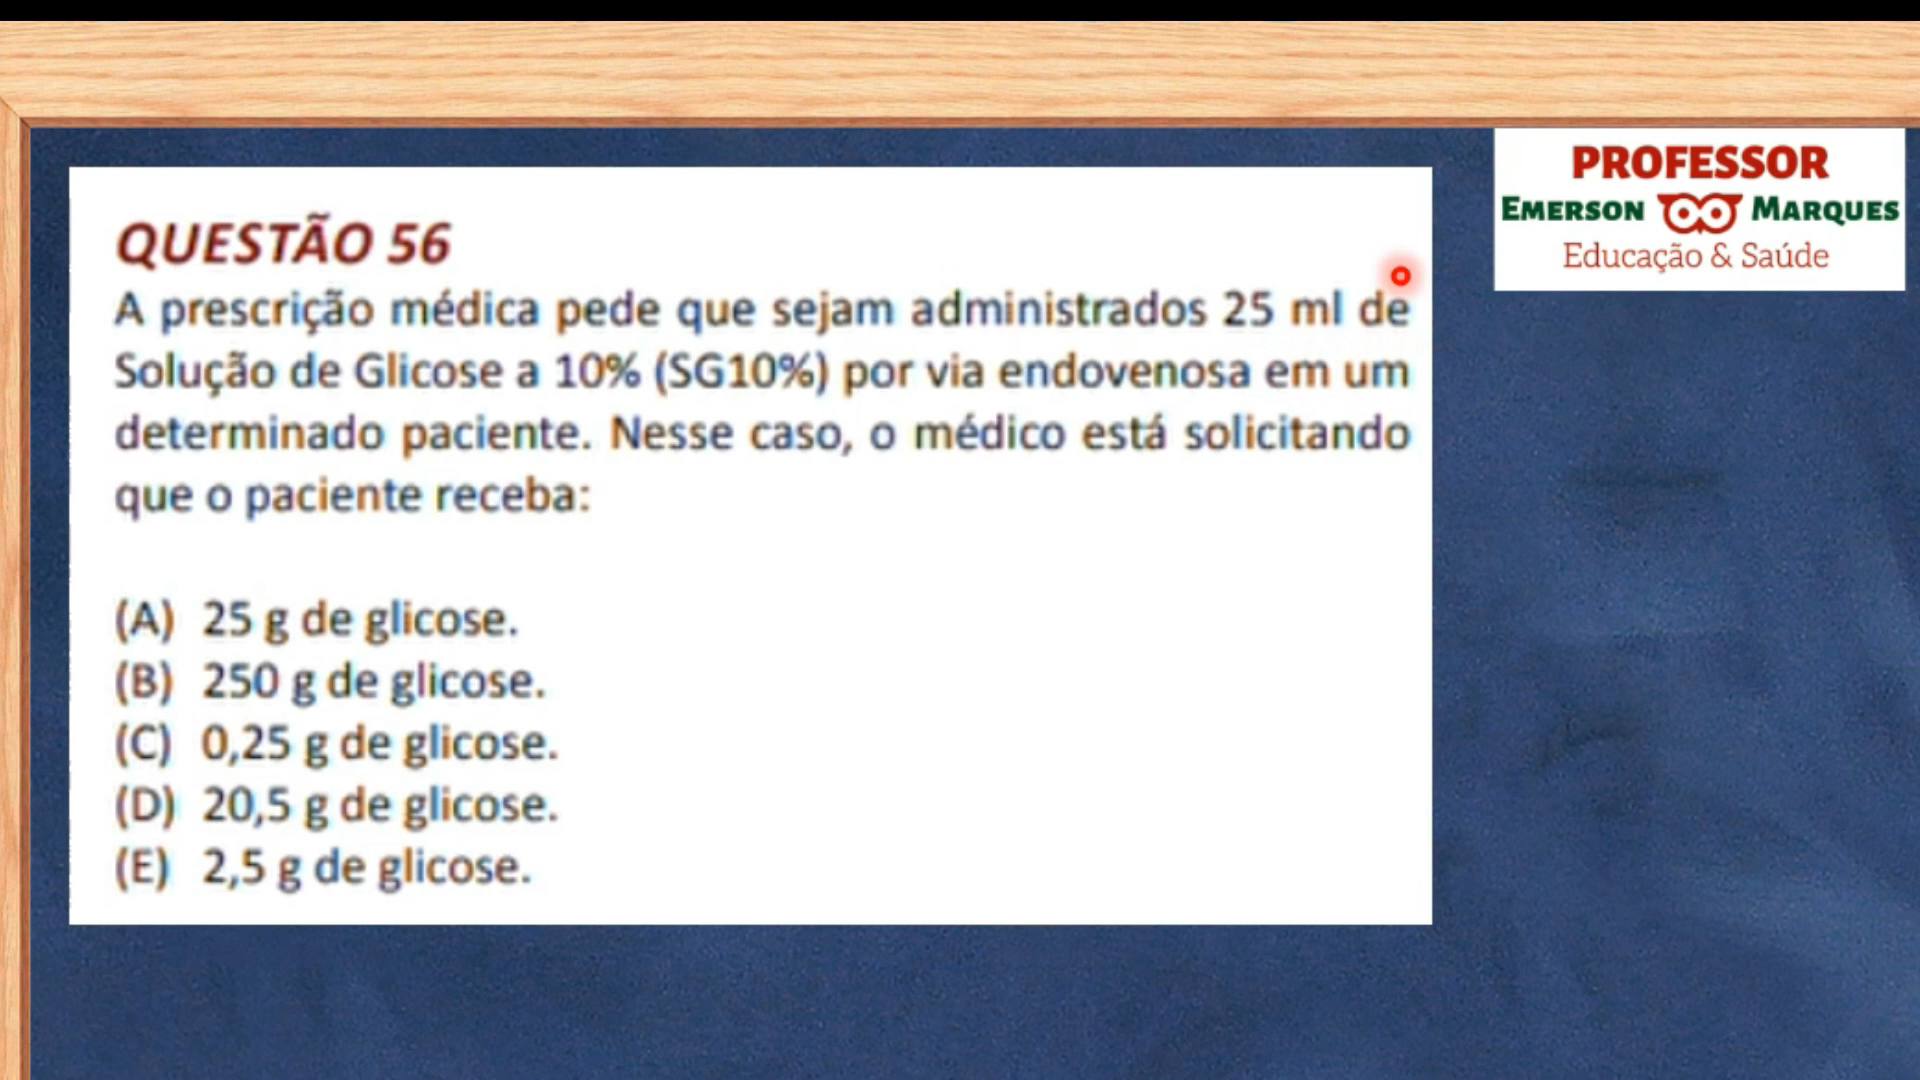 PROFESSOR
EMERSON MARQUES
Educação & Saúde
QUESTÃO 56
A prescrição médica pede que sejam administrados 25 ml de
Solução de Glicose a 10% (SG10%) por via endovenosa em um
determinado paciente. Nesse caso, o médico está solicitando
que o paciente receba:
(A) 25 g de glicose.
(B) 250 g de glicose.
(C) 0,25 g de glicose.
(D) 20,5 g de glicose.
(E) 2,5 g de glicose.